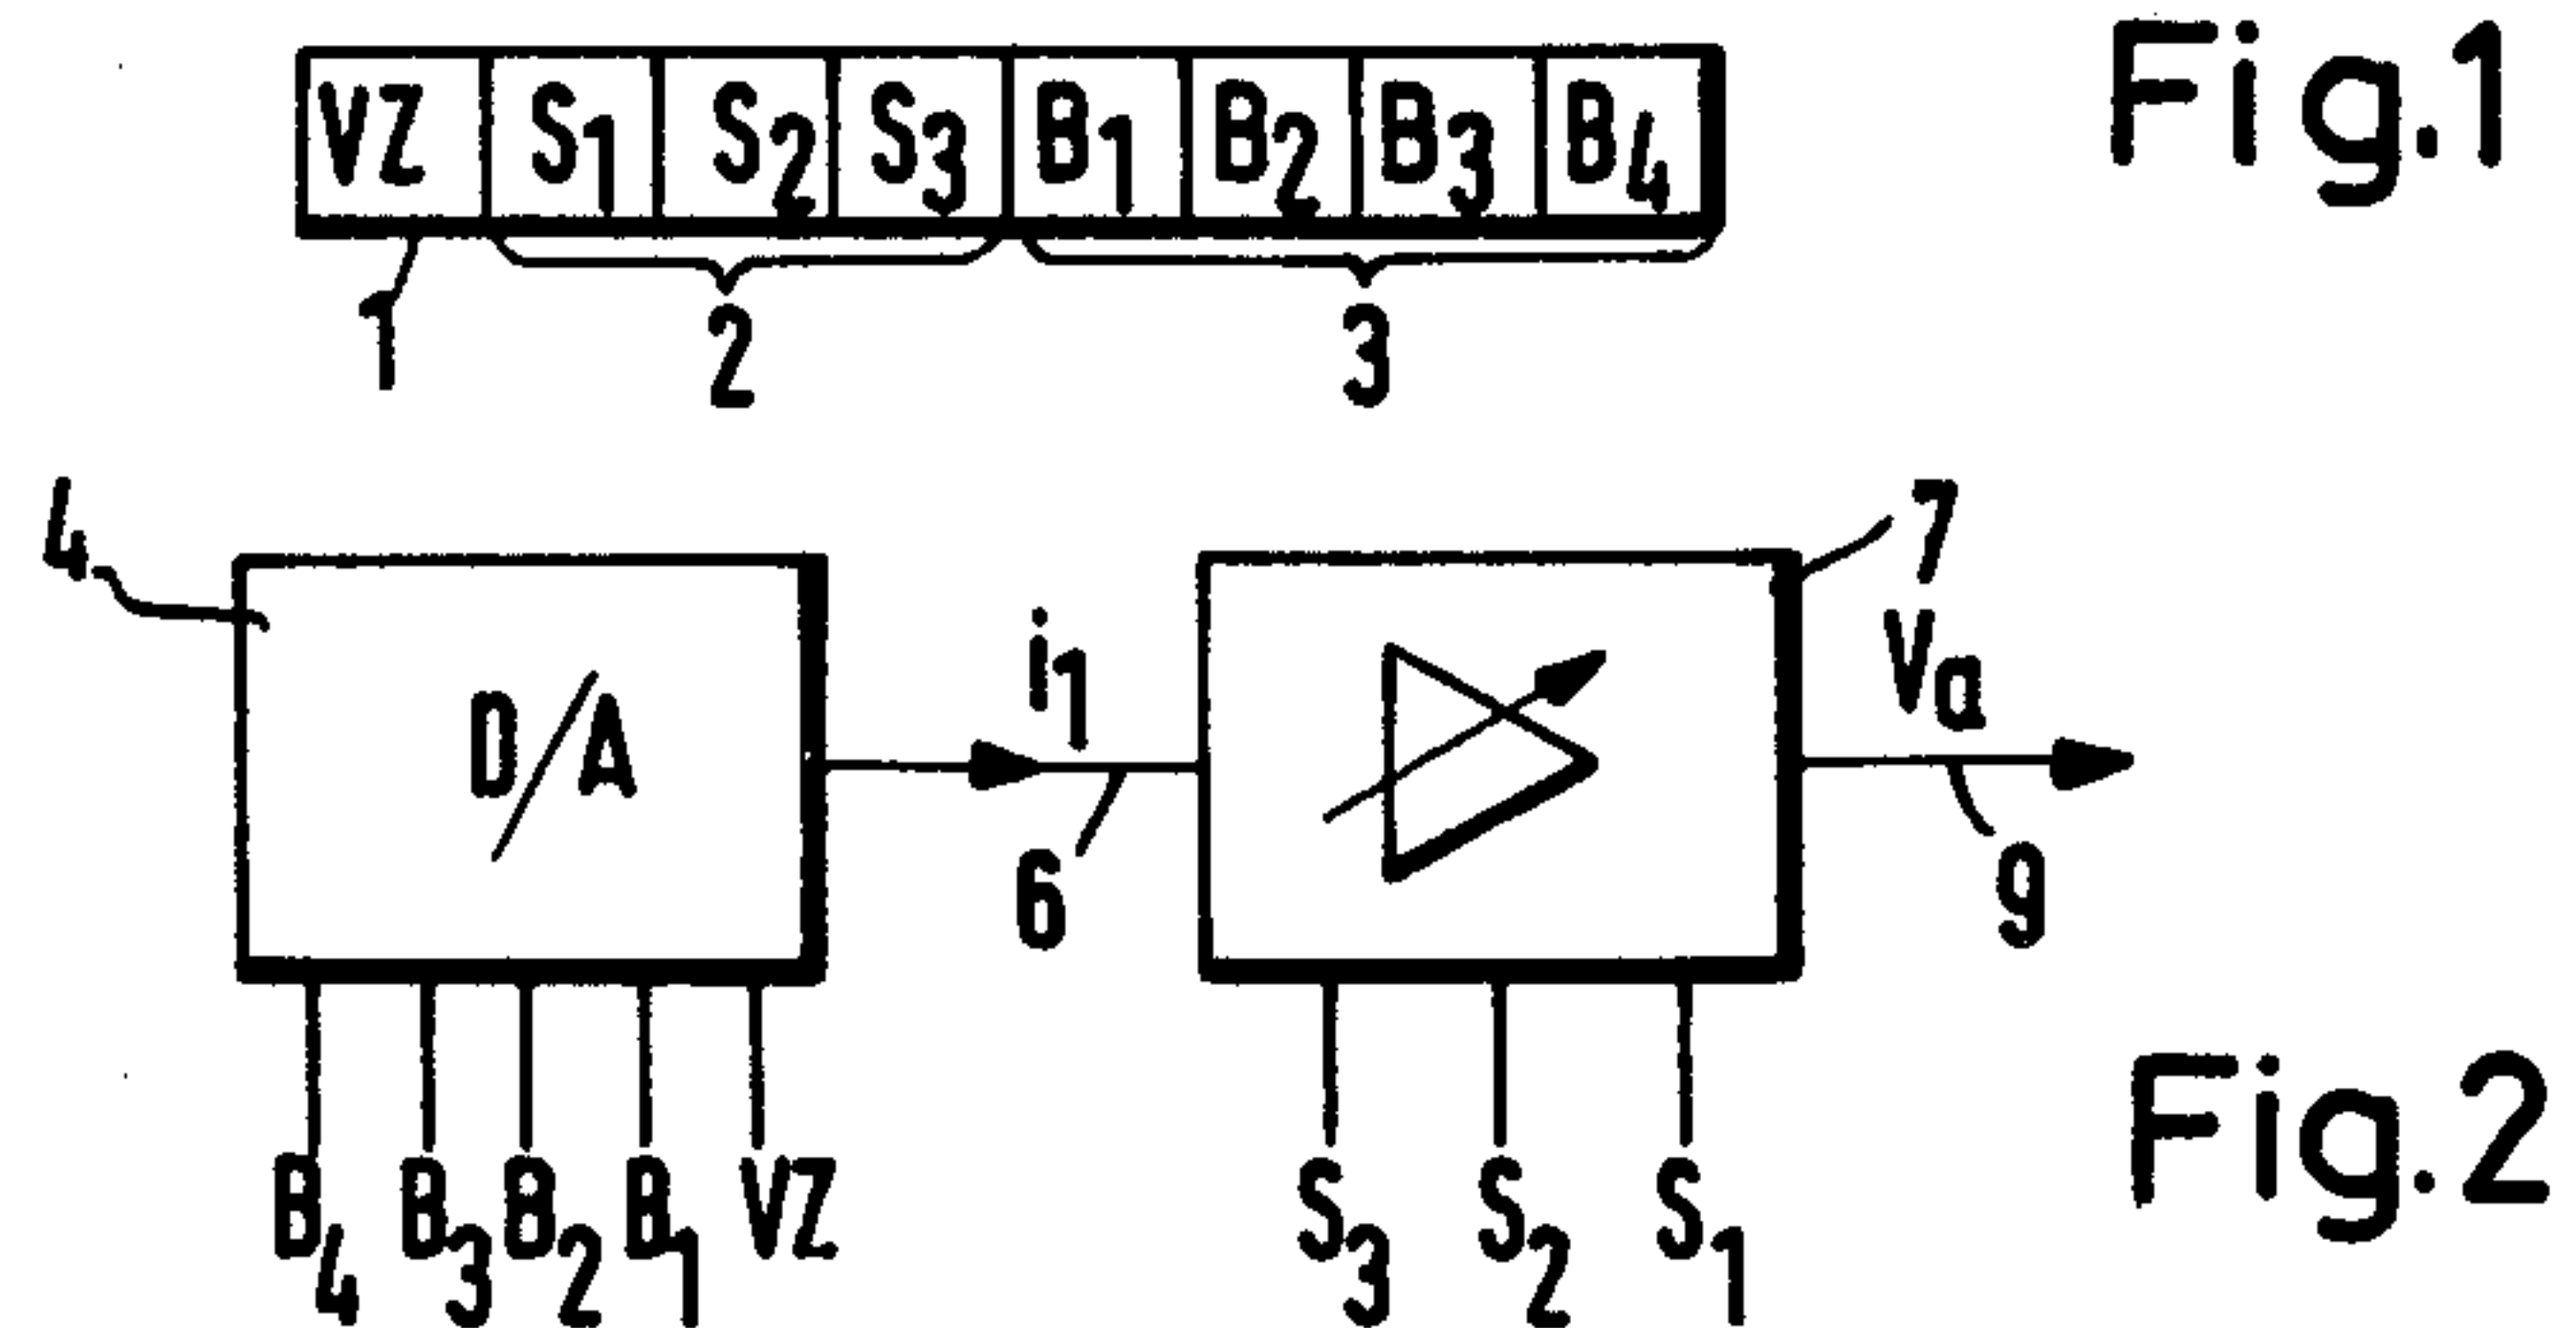 VZ S1 S2 S3 B1 B2 B3 B4
Fig.1
1 2 3
4 7
D/A i1 Va
6 9
B4 B3 B2 B1 VZ S3 S2 S1
Fig.2